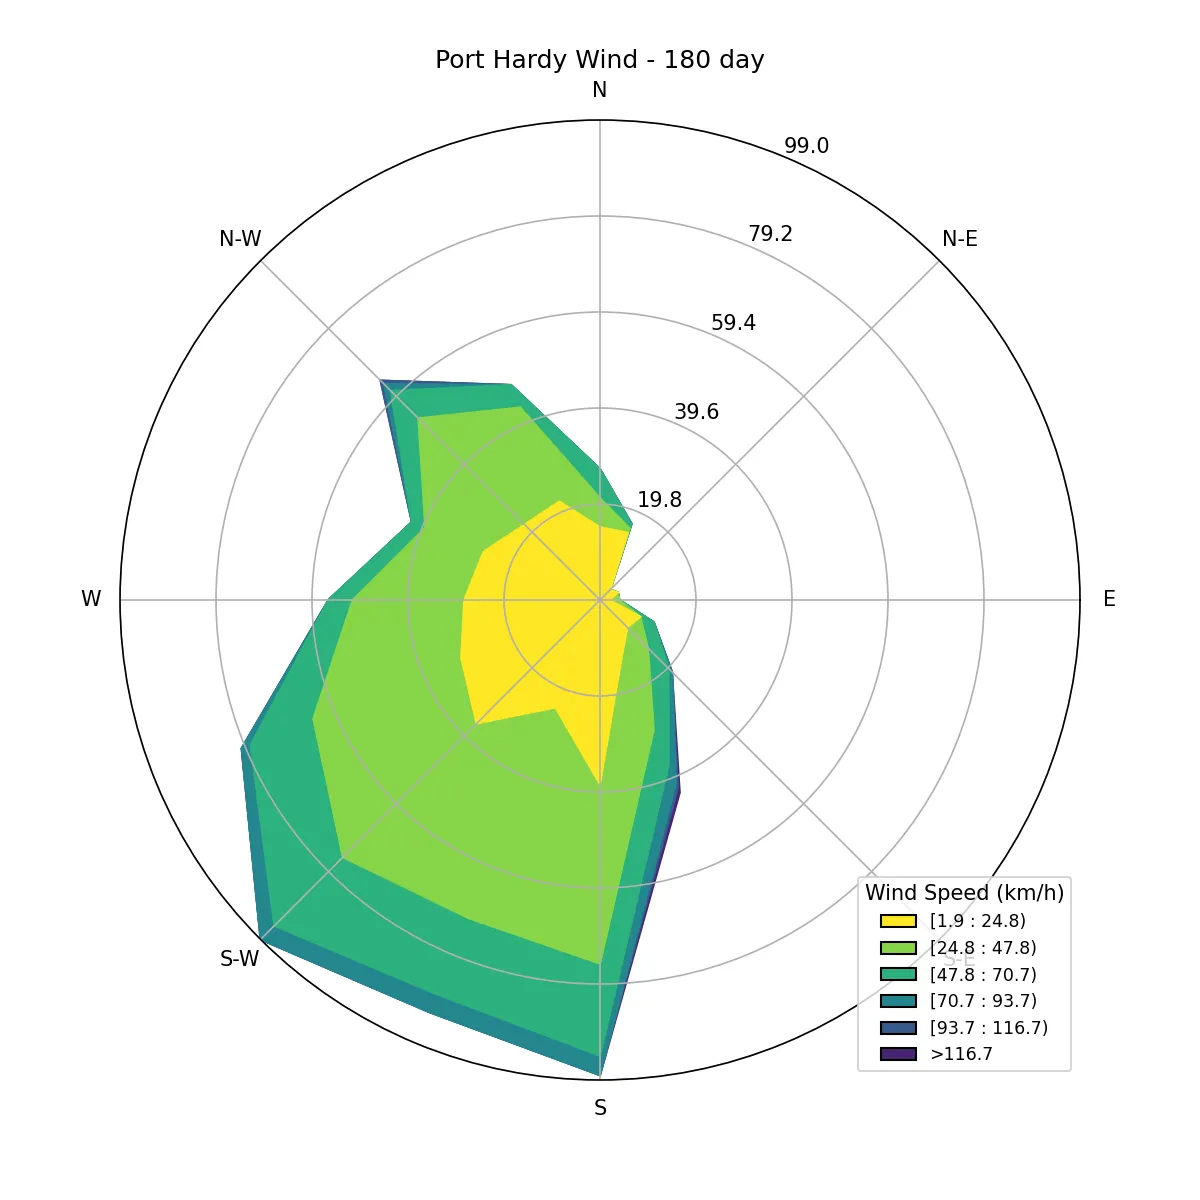 Port Hardy Wind - 180 day
N
99.0
N-W
N-E
79.2
59.4
39.6
19.8
W
E
S-W
S-E
S
Wind Speed (km/h)
[1.9 : 24.8)
[24.8 : 47.8)
[47.8 : 70.7)
[70.7 : 93.7)
[93.7 : 116.7)
>116.7